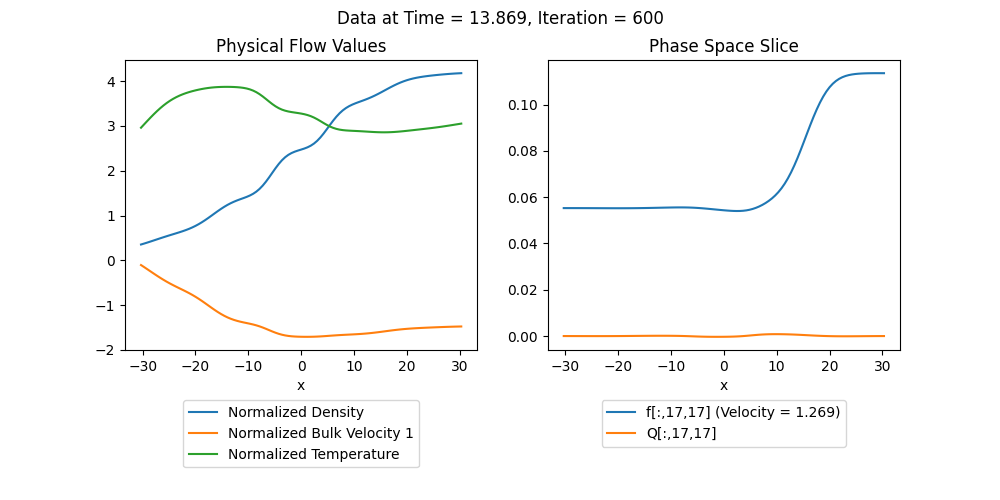 Data at Time = 13.869, Iteration = 600
Physical Flow Values
4
3
2
1
0
−1
−2
−30 −20 −10 0 10 20 30
x
Normalized Density
Normalized Bulk Velocity 1
Normalized Temperature
Phase Space Slice
0.10
0.08
0.06
0.04
0.02
0.00
−30 −20 −10 0 10 20 30
x
f[:,17,17] (Velocity = 1.269)
Q[:,17,17]